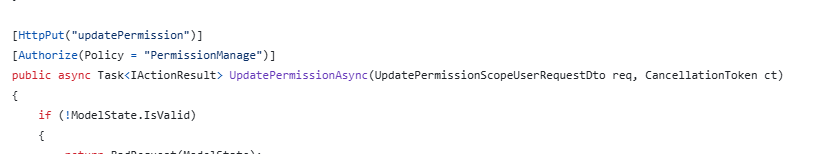 [HttpPut("updatePermission")]
[Authorize(Policy = "PermissionManage")]
public async Task<IActionResult> UpdatePermissionAsync(UpdatePermissionScopeUserRequestDto req, CancellationToken ct)
{
    if (!ModelState.IsValid)
    {
        return BadRequest(ModelState);